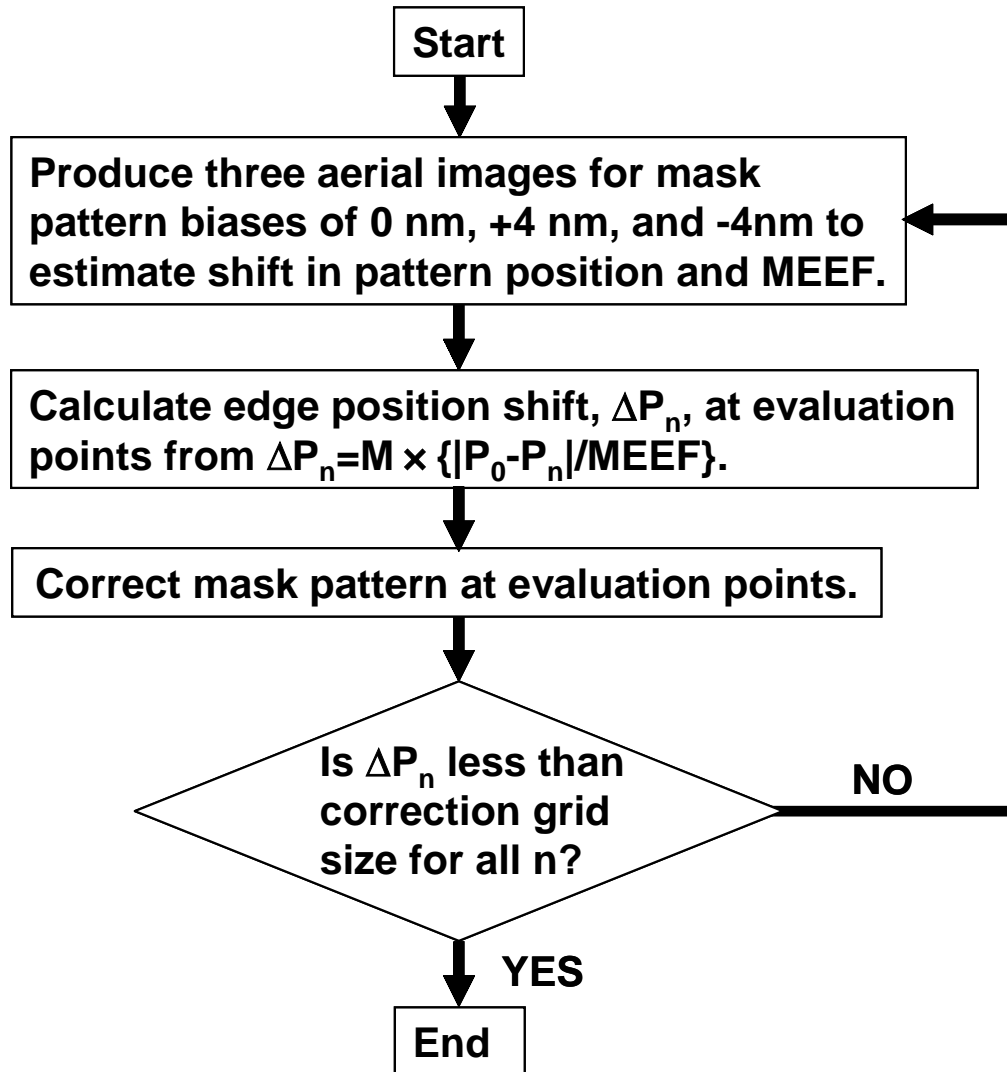 Start
Produce three aerial images for mask
pattern biases of 0 nm, +4 nm, and -4nm to
estimate shift in pattern position and MEEF.
Calculate edge position shift, ΔPₙ, at evaluation
points from ΔPₙ=M × {|P₀-Pₙ|/MEEF}.
Correct mask pattern at evaluation points.
Is ΔPₙ less than
correction grid
size for all n?
NO
YES
End